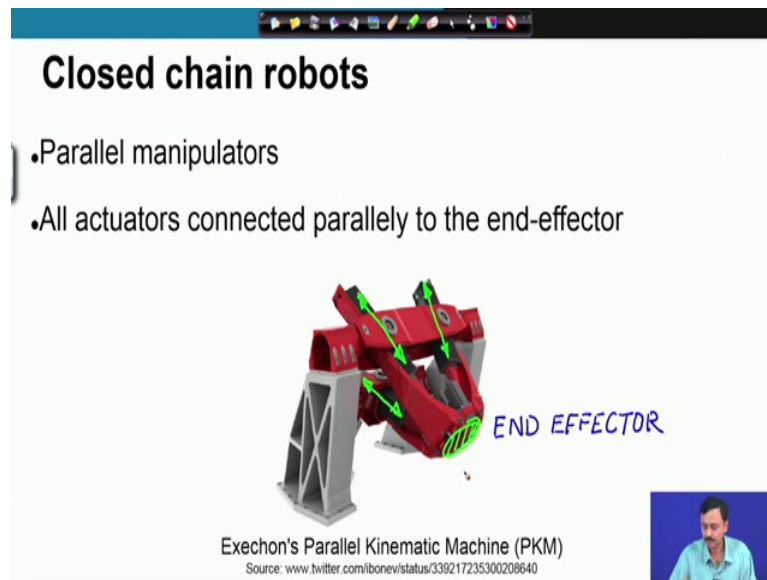 Closed chain robots
•Parallel manipulators
•All actuators connected parallely to the end-effector
END EFFECTOR
Exechon's Parallel Kinematic Machine (PKM)
Source: www.twitter.com/ibonev/status/339217235300208640